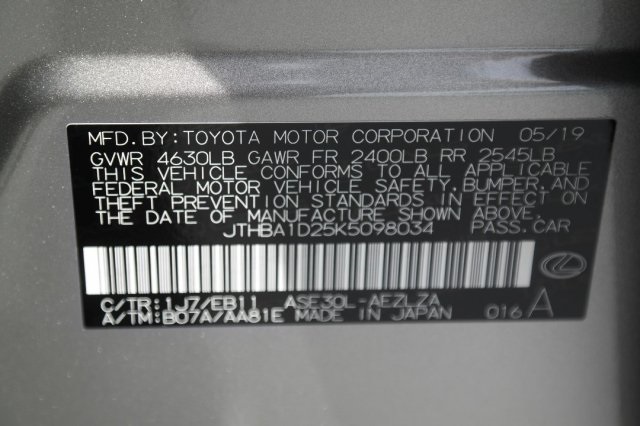 MFD.BY:TOYOTA MOTOR CORPORATION 05/19
GVWR 4630LB GAWR FR 2400LB RR 2545LB
THIS VEHICLE CONFORMS TO ALL APPLICABLE
FEDERAL MOTOR VEHICLE SAFETY,BUMPER,AND
THEFT PREVENTION STANDARDS IN EFFECT ON
THE DATE OF MANUFACTURE SHOWN ABOVE.
JTHBA1D25K5098034 PASS.CAR
C/TR:1J7/EB11 ASE30L-AEZLZA
A/TM:B07A/AA81E MADE IN JAPAN 016 A